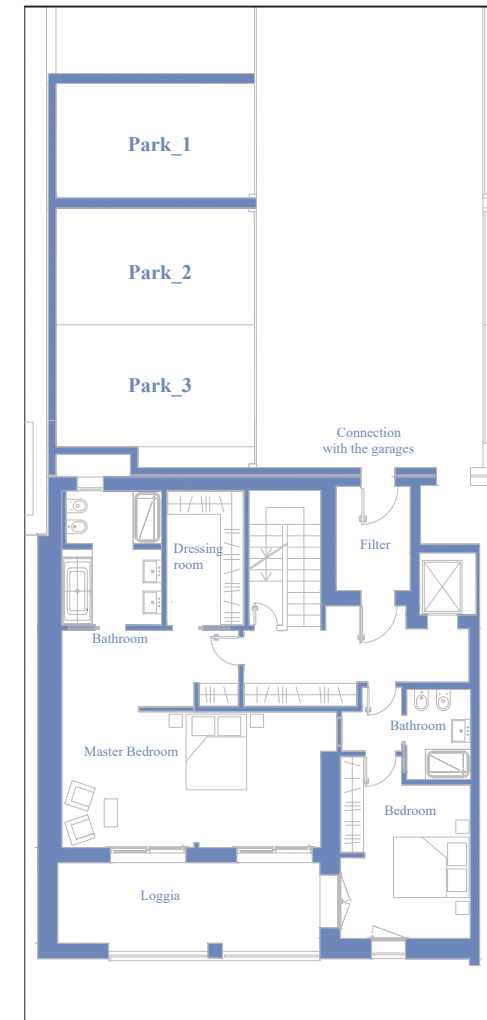 Park_1
Park_2
Park_3
Connection
with the garages
Filter
Dressing
room
Bathroom
Bathroom
Master Bedroom
Bedroom
Loggia